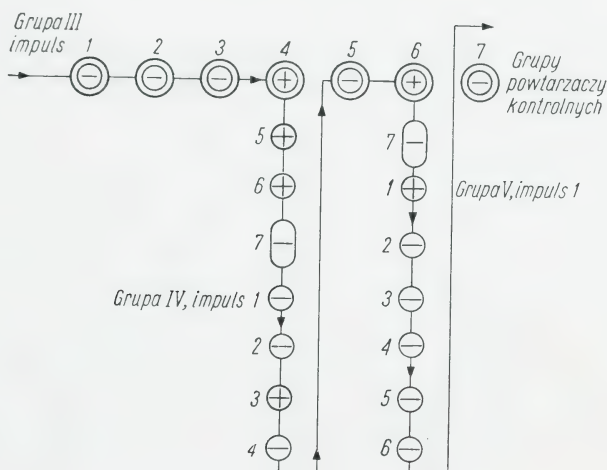 Grupa III
impuls
1 2 3 4 5 6 7
Grupy
powtarzaczy
kontrolnych
5
6
7
Grupa IV, impuls 1
2
3
4
7
1
Grupa V, impuls 1
2
3
4
5
6